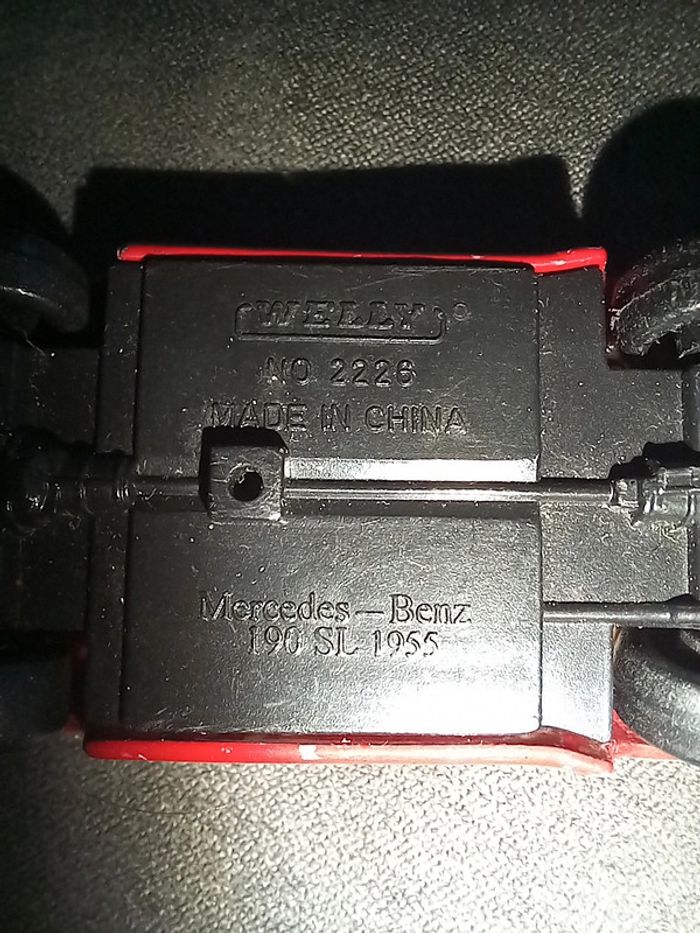 WELLY®
NO 2226
MADE IN CHINA
Mercedes-Benz
190 SL 1955